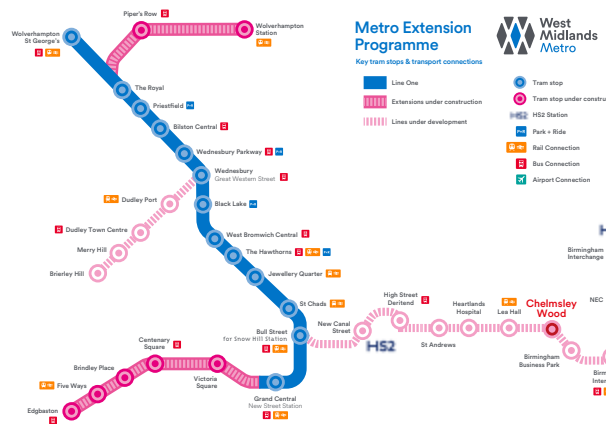 Metro Extension
Programme
Key tram stops & transport connections
West
Midlands
Metro
Line One
Extensions under construction
Lines under development
Tram stop
Tram stop under constru
HS2 Station
Park + Ride
Rail Connection
Bus Connection
Airport Connection
Piper's Row
Wolverhampton
St George's
Wolverhampton
Station
The Royal
Priestfield
Bilston Central
Wednesbury Parkway
Wednesbury
Great Western Street
Dudley Port
Black Lake
Dudley Town Centre
West Bromwich Central
Merry Hill
The Hawthorns
Brierley Hill
Jewellery Quarter
St Chads
Bull Street
for Snow Hill Station
New Canal
Street
HS2
High Street
Deritend
St Andrews
Heartlands
Hospital
Lea Hall
Chelmsley
Wood
Birmingham
Business Park
Birmingham
Interchange
NEC
Birm
Inter
Centenary
Square
Brindley Place
Five Ways
Edgbaston
Victoria
Square
Grand Central
New Street Station